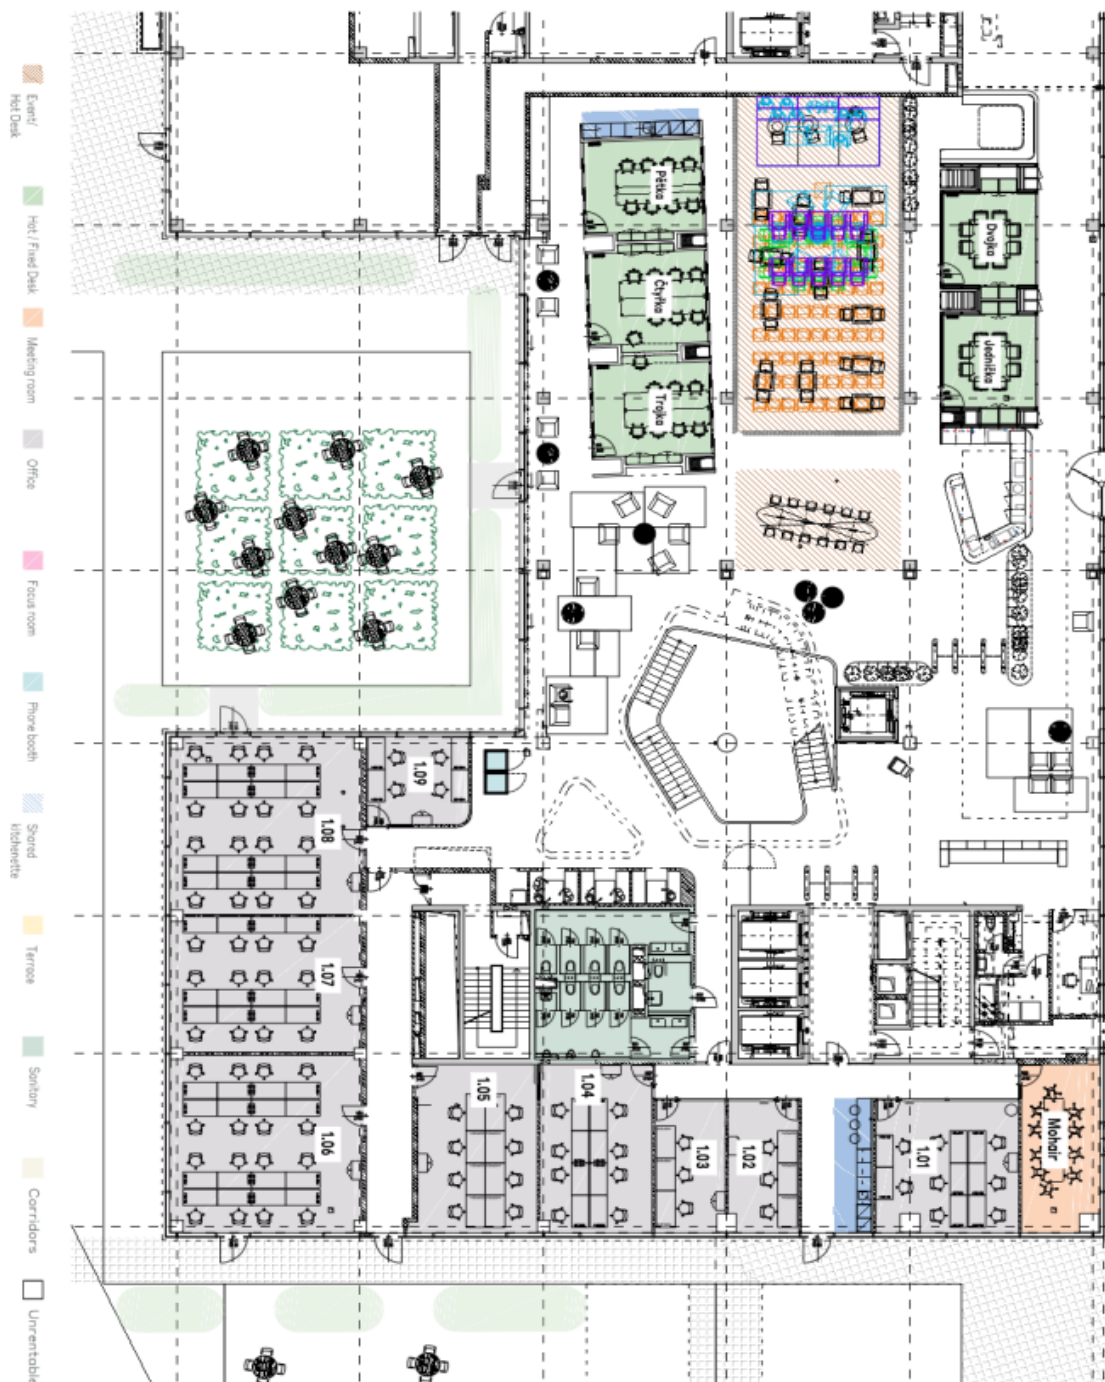 Event/
Hot Desk
Hot / Fixed Desk
Meeting room
Office
Focus room
Phone booth
Shared
kitchenette
Terrace
Sanitary
Corridors
Unrentable
Pětka
Čtyřka
Trojka
Dvojka
Jednička
1.09
1.08
1.07
1.06
1.05
1.04
1.03
1.02
1.01
Mohair